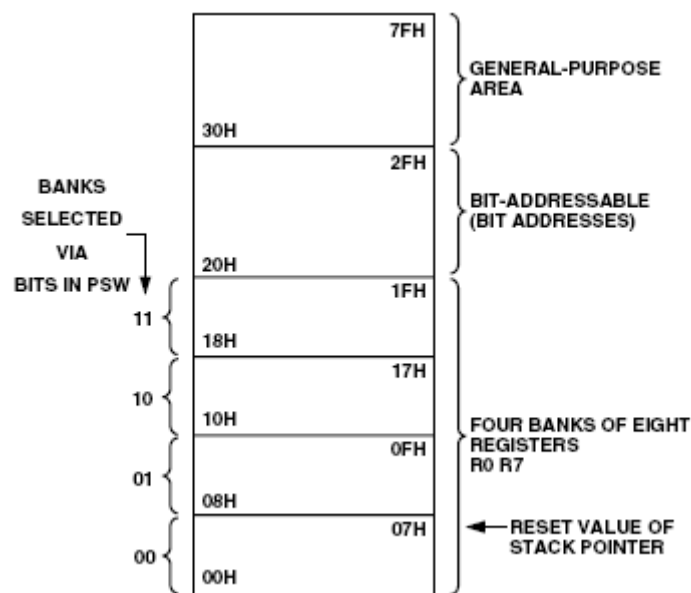 7FH
GENERAL-PURPOSE
AREA
30H
2FH
BANKS
SELECTED
VIA
BITS IN PSW
BIT-ADDRESSABLE
(BIT ADDRESSES)
20H
1FH
11
18H
17H
10
10H
FOUR BANKS OF EIGHT
REGISTERS
R0 R7
0FH
01
08H
07H
RESET VALUE OF
STACK POINTER
00
00H